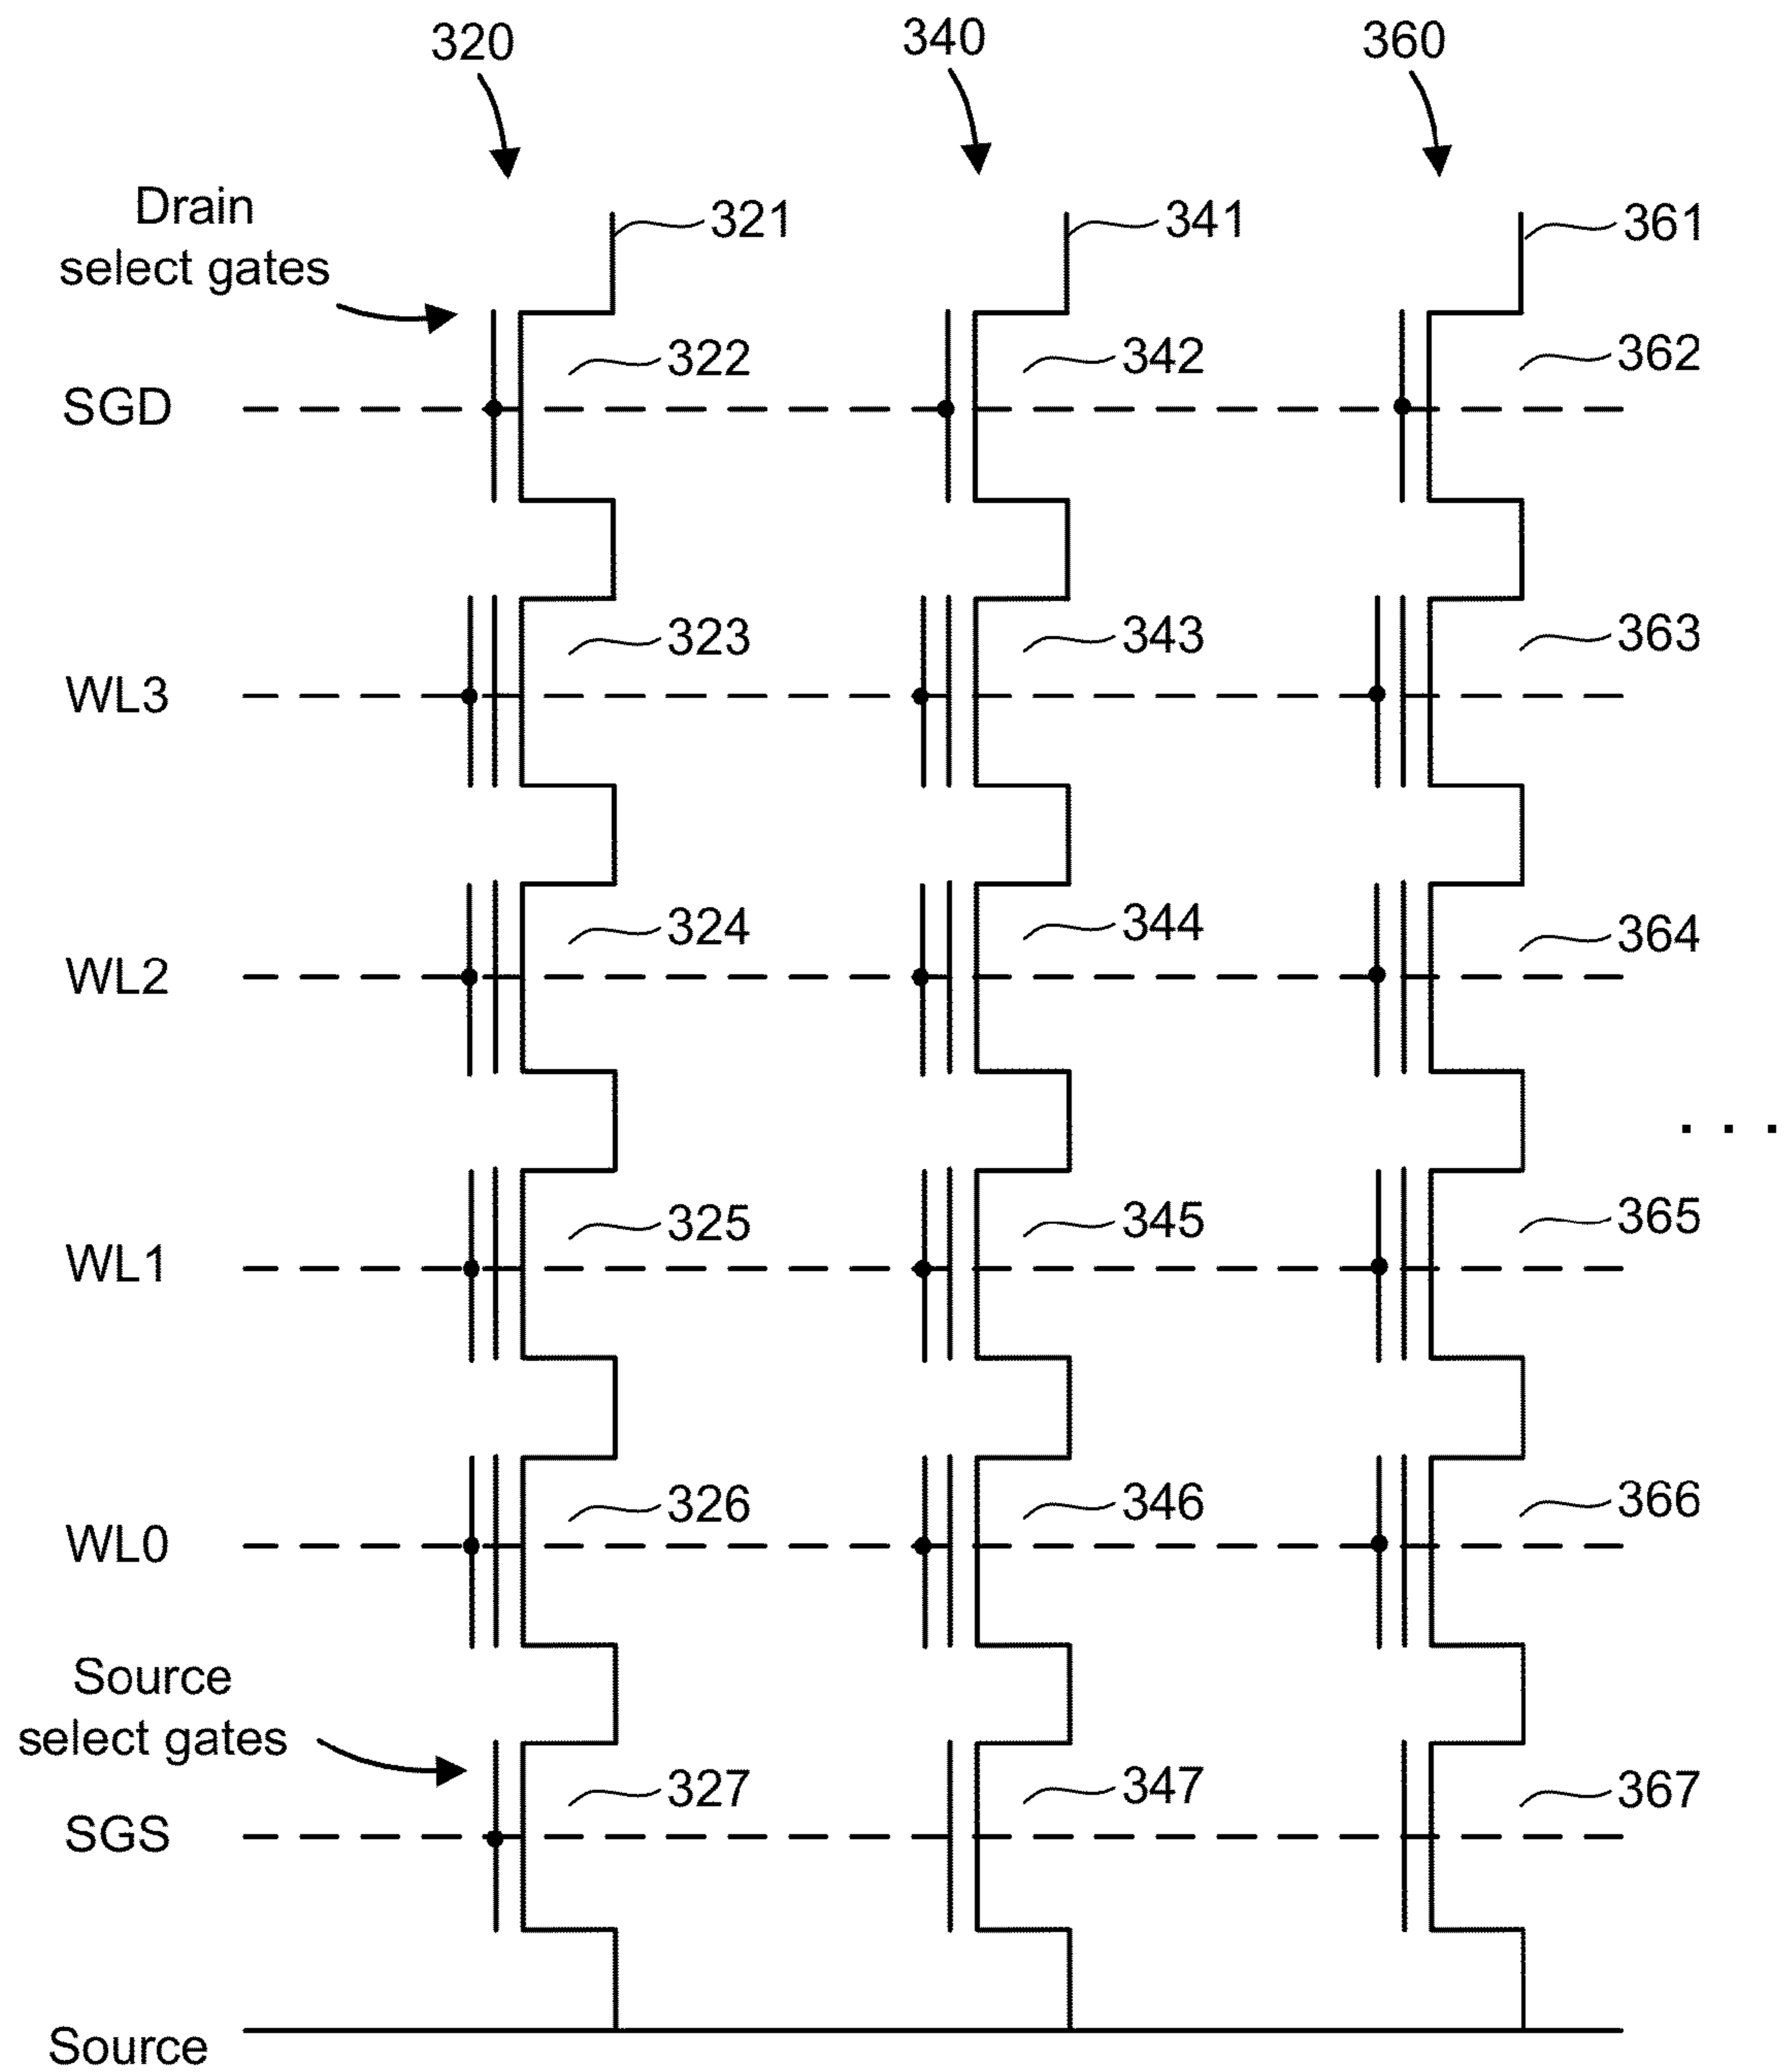 320 340 360
Drain
select gates
321 341 361
322 342 362
SGD
323 343 363
WL3
324 344 364
WL2
325 345 365
WL1
326 346 366
WL0
Source
select gates
327 347 367
SGS
. . .
Source